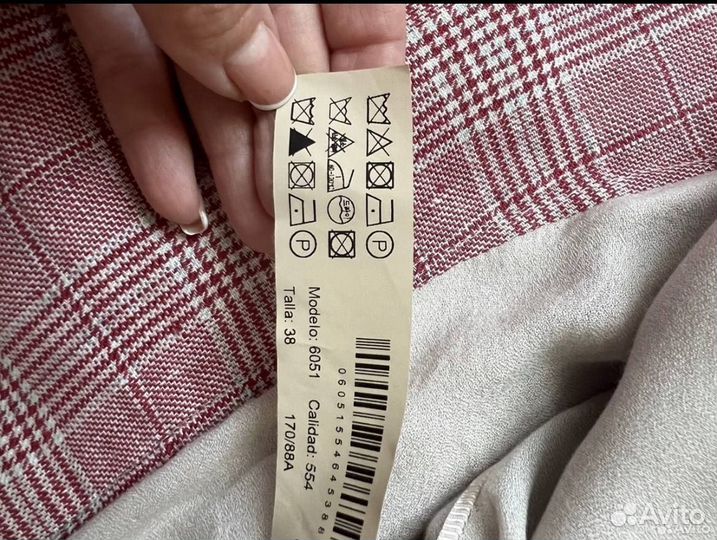 P
P
Modelo: 6051 Calidad: 554
Talla: 38 170/88A
Avito